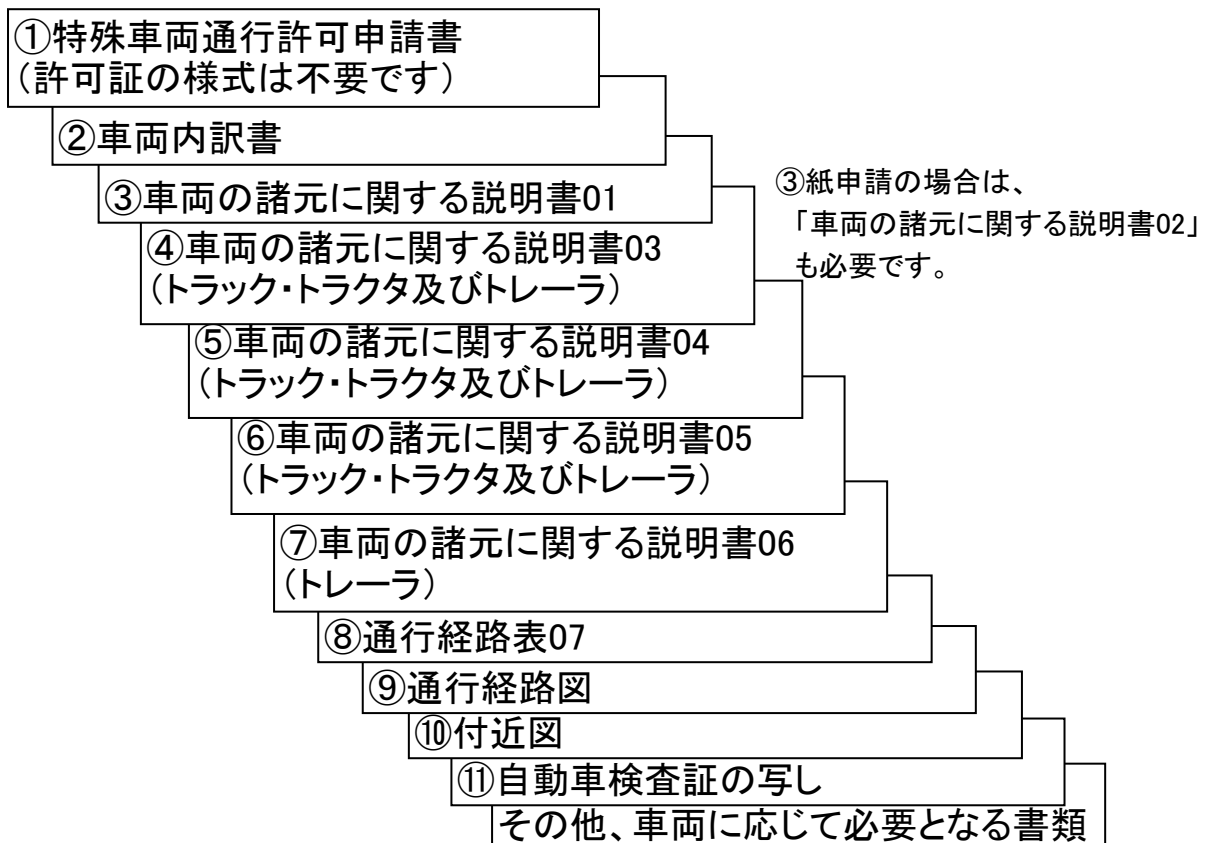 ①特殊車両通行許可申請書
（許可証の様式は不要です）
②車両内訳書
③車両の諸元に関する説明書01
③紙申請の場合は、
「車両の諸元に関する説明書02」
も必要です。
④車両の諸元に関する説明書03
（トラック・トラクタ及びトレーラ）
⑤車両の諸元に関する説明書04
（トラック・トラクタ及びトレーラ）
⑥車両の諸元に関する説明書05
（トラック・トラクタ及びトレーラ）
⑦車両の諸元に関する説明書06
（トレーラ）
⑧通行経路表07
⑨通行経路図
⑩付近図
⑪自動車検査証の写し
その他、車両に応じて必要となる書類